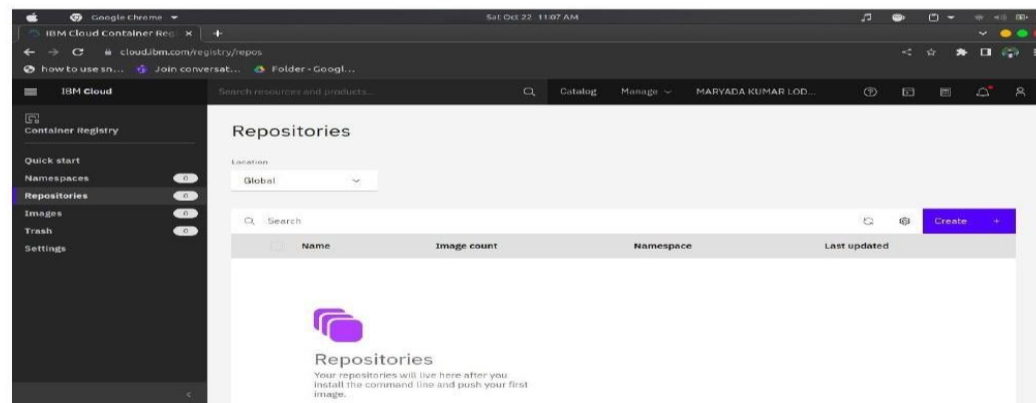 Google Chrome
Sat Oct 22 11:07 AM
IBM Cloud Container Regi
cloud.ibm.com/registry/repos
how to use sn...
Join conversat...
Folder - Googl...
IBM Cloud
Search resources and products...
Catalog
Manage
MARYADA KUMAR LOD...
Container Registry
Quick start
Namespaces 0
Repositories 0
Images 0
Trash 0
Settings
Repositories
Location
Global
Search
Create +
Name Image count Namespace Last updated
Repositories
Your repositories will live here after you
install the command line and push your first
image.